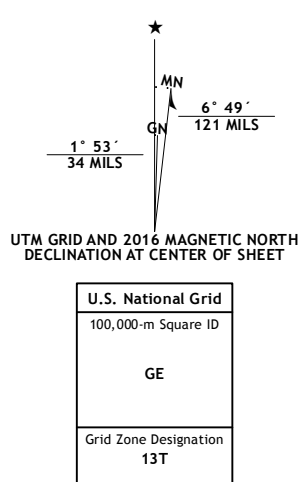 ★
MN
GN
6° 49´
121 MILS
1° 53´
34 MILS
UTM GRID AND 2016 MAGNETIC NORTH
DECLINATION AT CENTER OF SHEET
U.S. National Grid
100,000-m Square ID
GE
Grid Zone Designation
13T